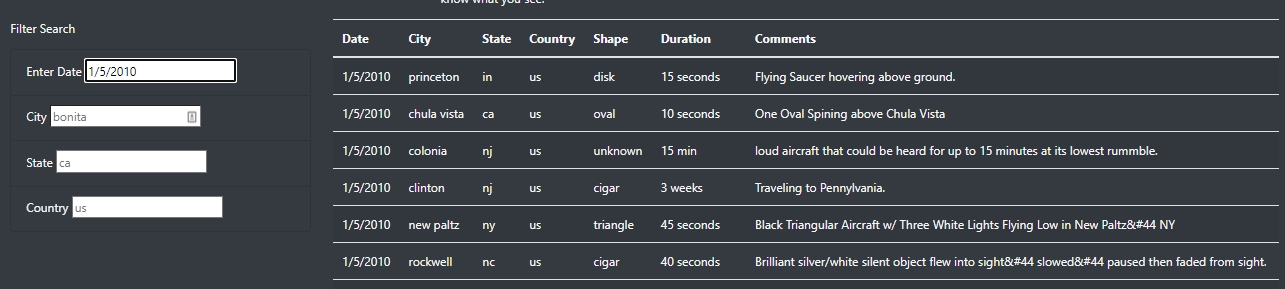 know what you see.
Filter Search
Enter Date 1/5/2010
City bonita
State ca
Country us
Date City State Country Shape Duration Comments
1/5/2010 princeton in us disk 15 seconds Flying Saucer hovering above ground.
1/5/2010 chula vista ca us oval 10 seconds One Oval Spining above Chula Vista
1/5/2010 colonia nj us unknown 15 min loud aircraft that could be heard for up to 15 minutes at its lowest rummble.
1/5/2010 clinton nj us cigar 3 weeks Traveling to Pennylvania.
1/5/2010 new paltz ny us triangle 45 seconds Black Triangular Aircraft w/ Three White Lights Flying Low in New Paltz&#44 NY
1/5/2010 rockwell nc us cigar 40 seconds Brilliant silver/white silent object flew into sight&#44 slowed&#44 paused then faded from sight.